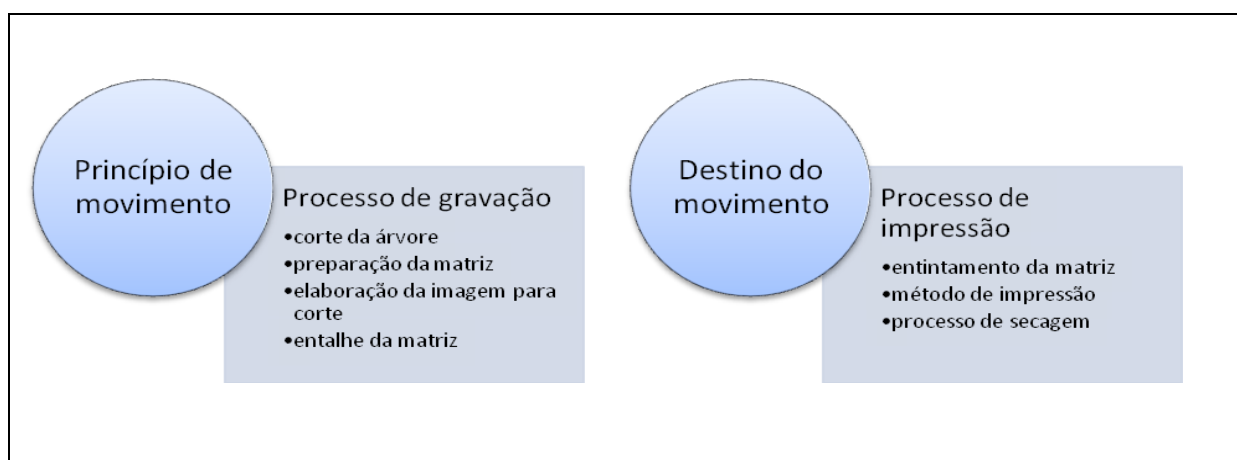 Princípio de
movimento
Processo de gravação
•corte da árvore
•preparação da matriz
•elaboração da imagem para
corte
•entalhe da matriz
Destino do
movimento
Processo de
impressão
•entintamento da matriz
•método de impressão
•processo de secagem